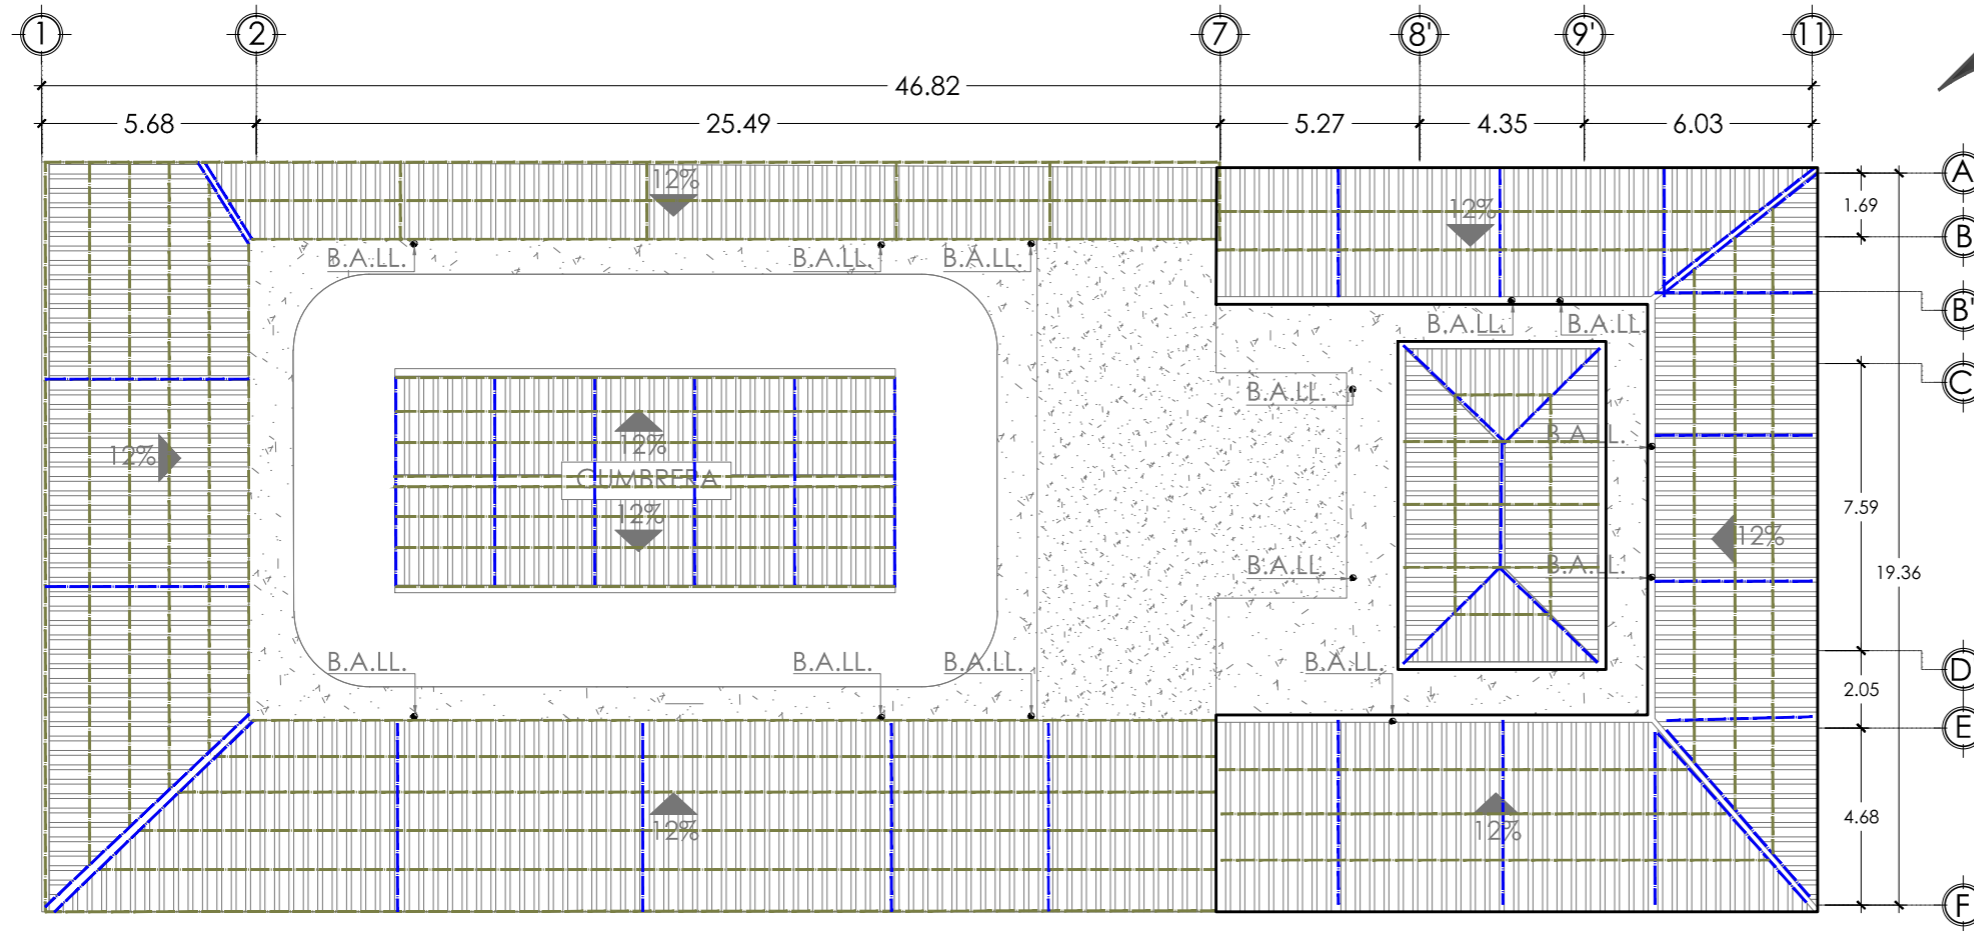 1 2 7 8' 9' 11
46.82
5.68 25.49 5.27 4.35 6.03
A
1.69
B
B'
C
7.59
19.36
D
2.05
E
4.68
F
12%
12%
B.A.LL. B.A.LL. B.A.LL.
B.A.LL. B.A.LL.
B.A.LL.
B.A.LL.
12%
12%
CUMBRERA
12%
12%
B.A.LL.
B.A.LL.
B.A.LL. B.A.LL. B.A.LL. B.A.LL.
12%
12%